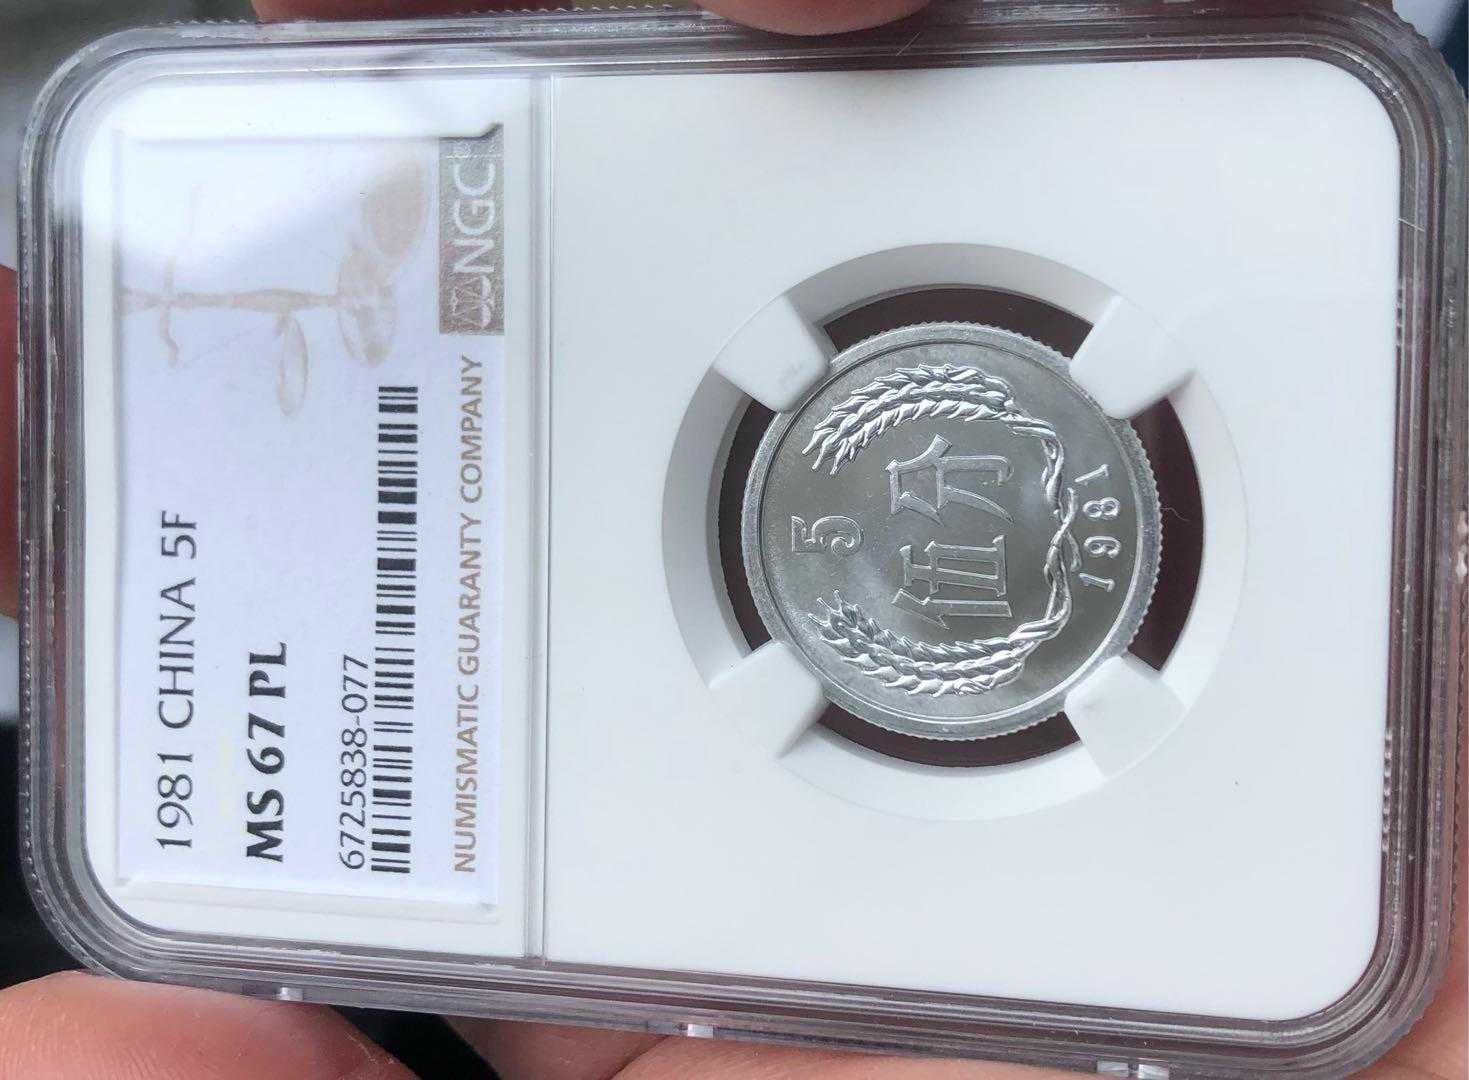 1981 CHINA 5F
MS 67 PL
6725838-077
NGC
NUMISMATIC GUARANTY COMPANY
5
伍分
1981